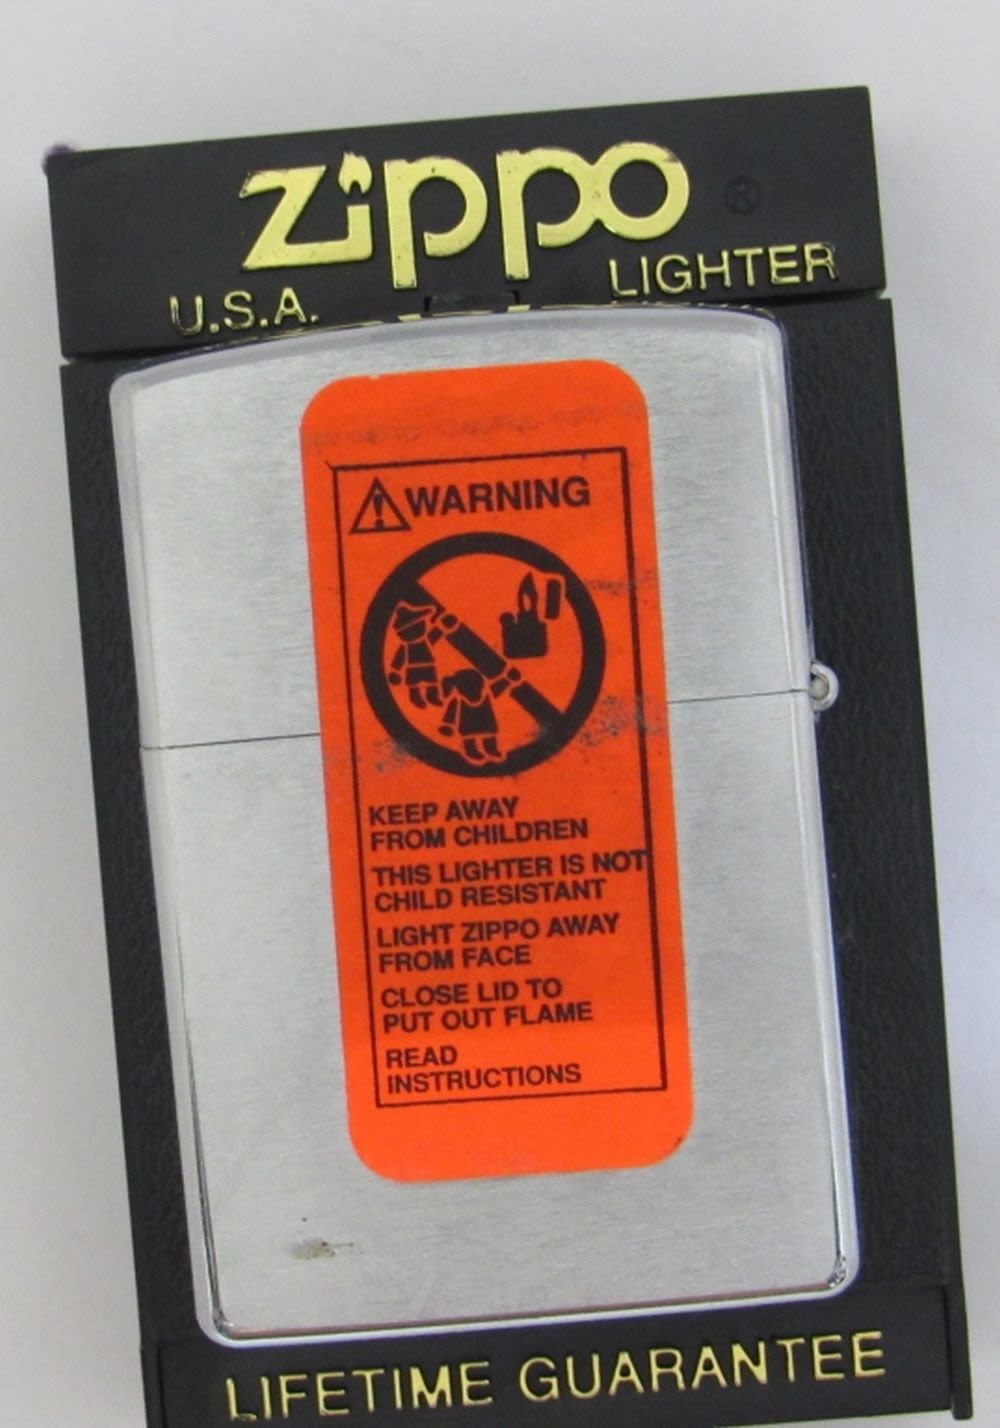 Zippo ®
U.S.A. LIGHTER
WARNING
KEEP AWAY
FROM CHILDREN
THIS LIGHTER IS NOT
CHILD RESISTANT
LIGHT ZIPPO AWAY
FROM FACE
CLOSE LID TO
PUT OUT FLAME
READ
INSTRUCTIONS
LIFETIME GUARANTEE